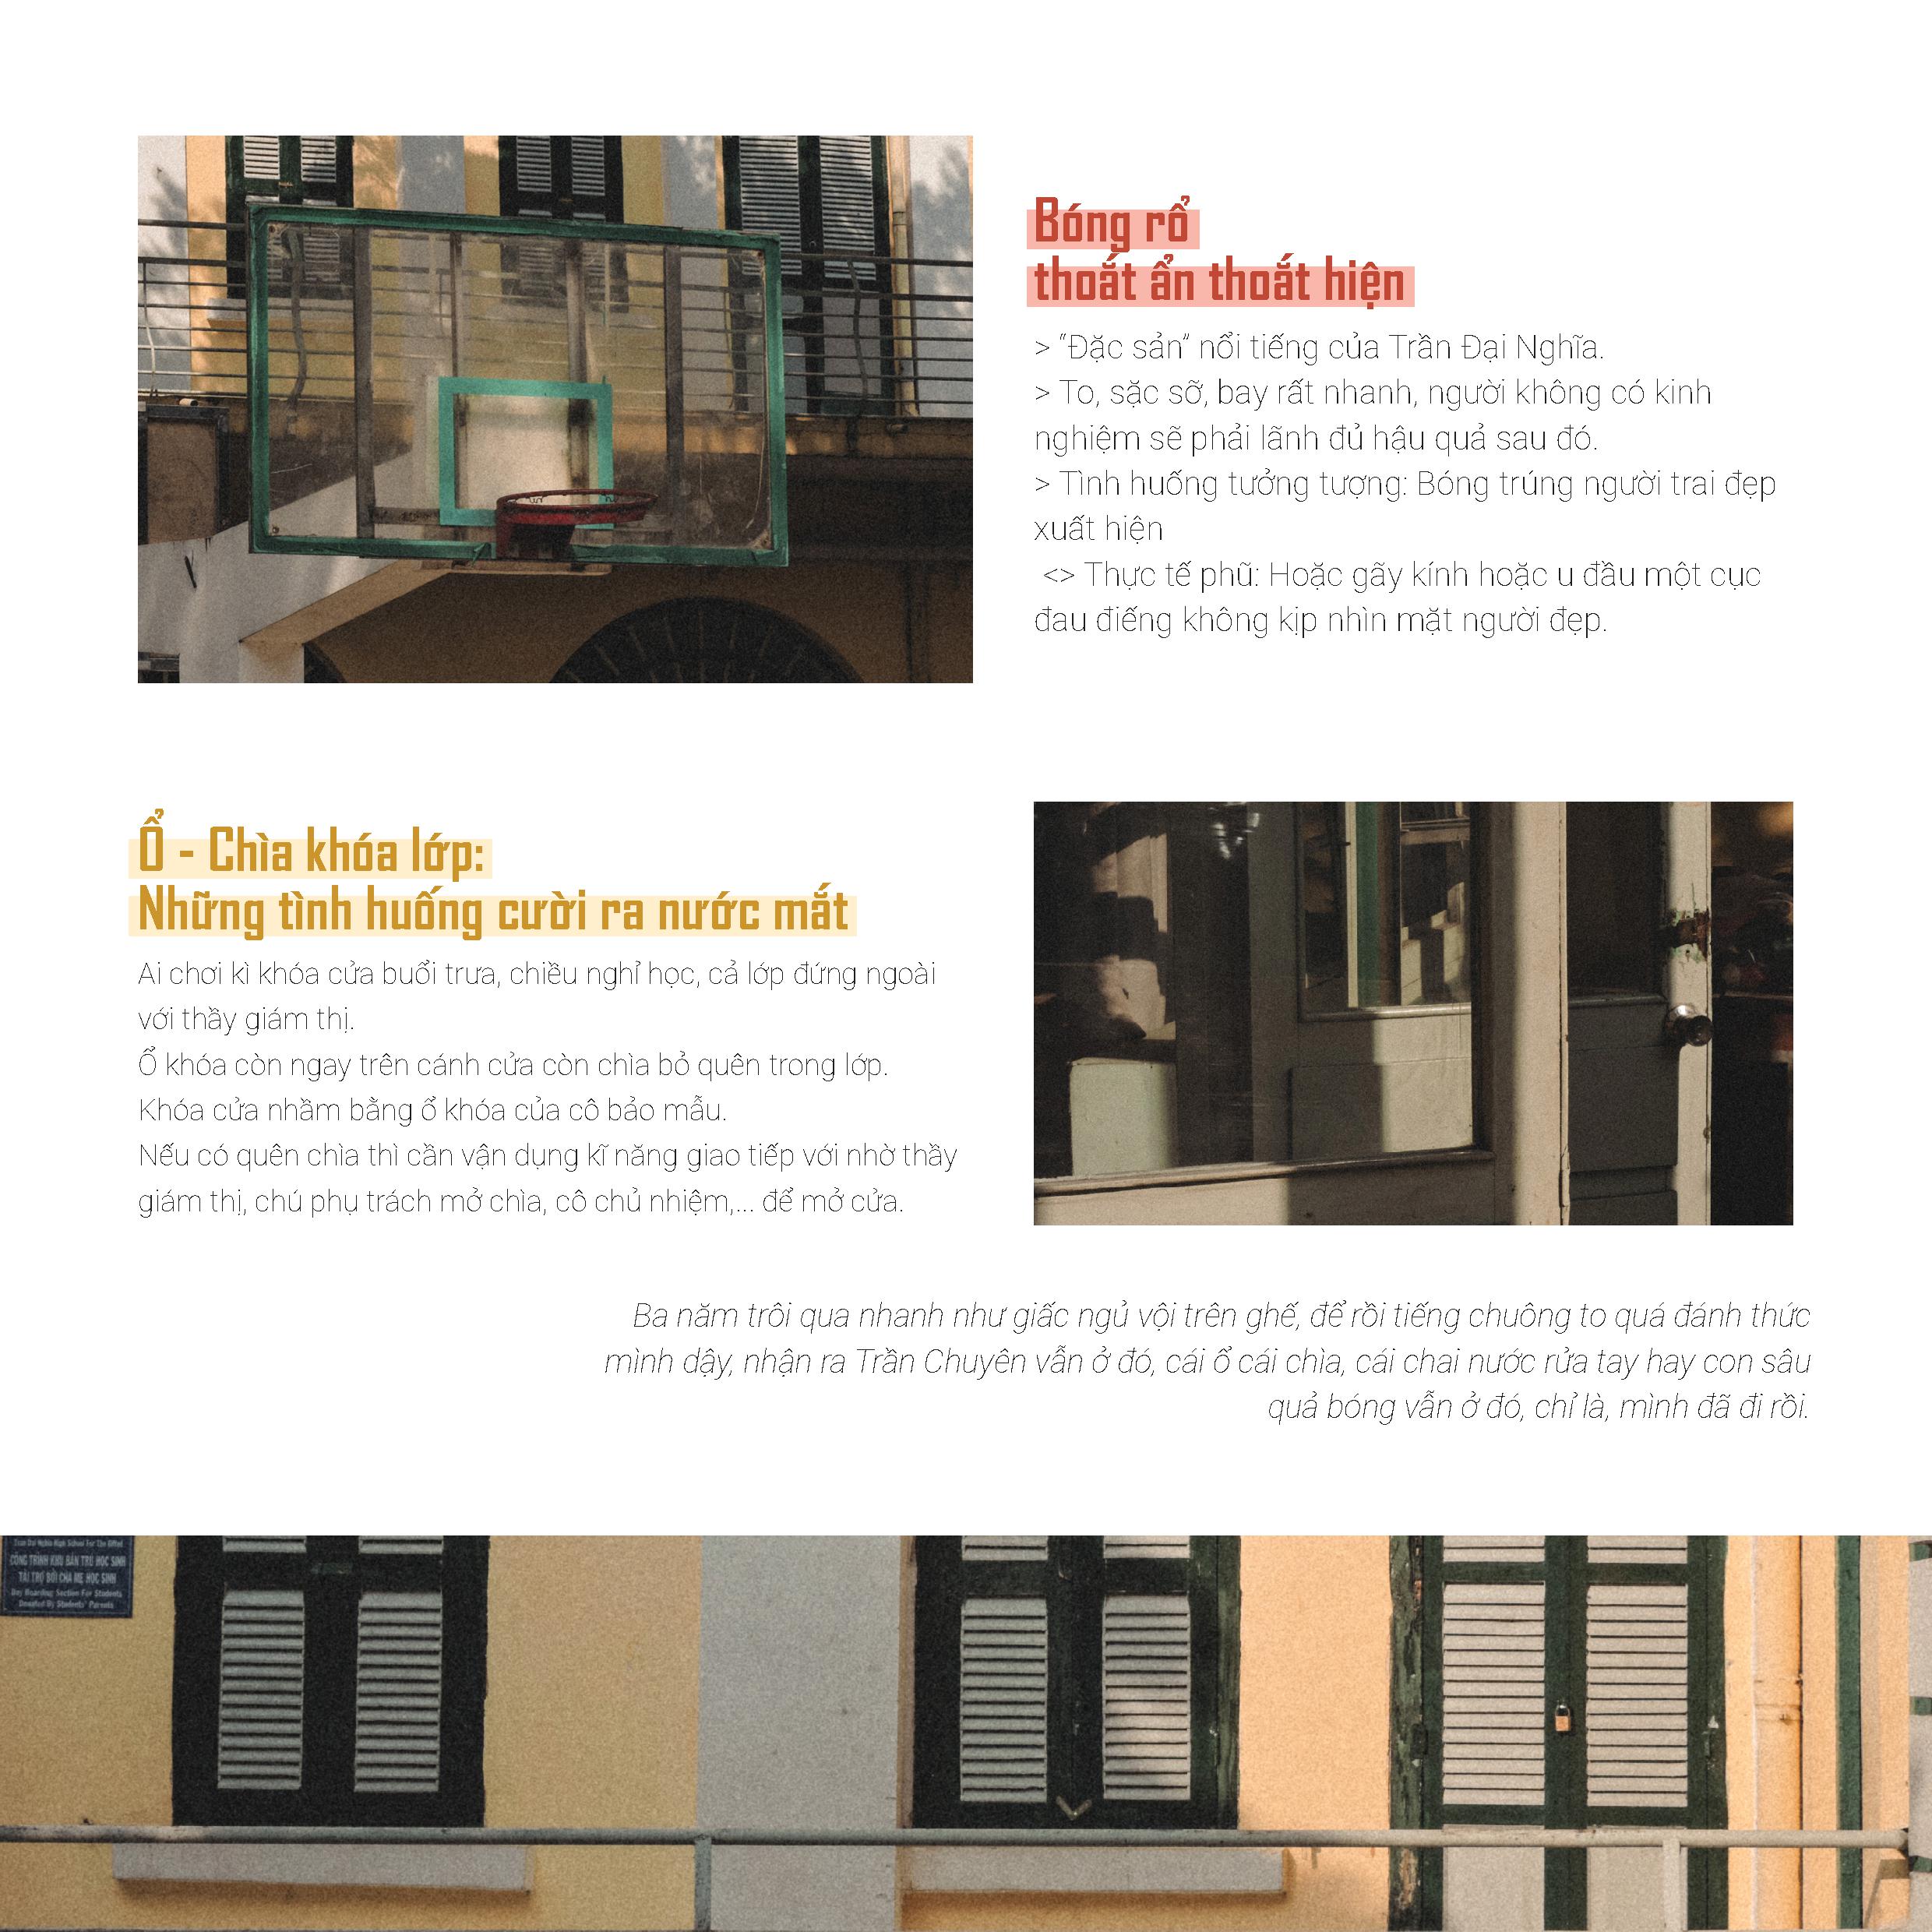 Bóng rổ
thoắt ẩn thoắt hiện
> “Đặc sản” nổi tiếng của Trần Đại Nghĩa.
> To, sặc sỡ, bay rất nhanh, người không có kinh
nghiệm sẽ phải lãnh đủ hậu quả sau đó.
> Tình huống tưởng tượng: Bóng trúng người trai đẹp
xuất hiện
<> Thực tế phũ: Hoặc gãy kính hoặc u đầu một cục
đau điếng không kịp nhìn mặt người đẹp.
Ổ - Chìa khóa lớp:
Những tình huống cười ra nước mắt
Ai chơi kì khóa cửa buổi trưa, chiều nghỉ học, cả lớp đứng ngoài
với thầy giám thị.
Ổ khóa còn ngay trên cánh cửa còn chìa bỏ quên trong lớp.
Khóa cửa nhầm bằng ổ khóa của cô bảo mẫu.
Nếu có quên chìa thì cần vận dụng kĩ năng giao tiếp với nhờ thầy
giám thị, chú phụ trách mở chìa, cô chủ nhiệm,... để mở cửa.
Ba năm trôi qua nhanh như giấc ngủ vội trên ghế, để rồi tiếng chuông to quá đánh thức
mình dậy, nhận ra Trần Chuyên vẫn ở đó, cái ổ cái chìa, cái chai nước rửa tay hay con sâu
quả bóng vẫn ở đó, chỉ là, mình đã đi rồi.
Tran Dai Nghia High School For The Gifted
CÔNG TRÌNH KHU BÁN TRÚ HỌC SINH
TÀI TRỢ BỞI CHA MẸ HỌC SINH
Day Boarding Section For Students
Donated By Students' Parents